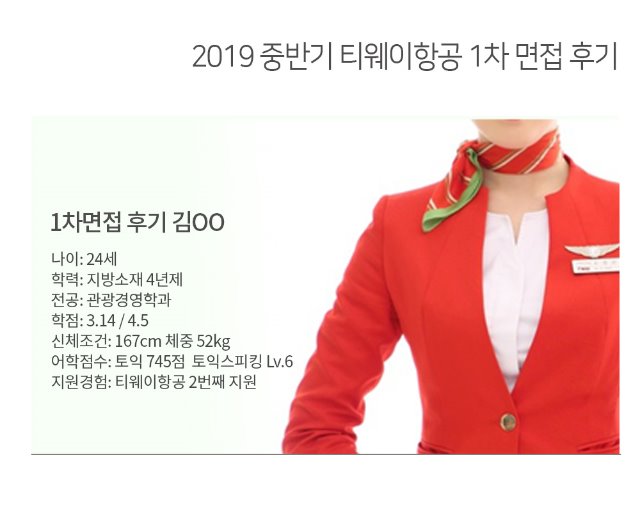 2019 중반기 티웨이항공 1차 면접 후기
1차면접 후기 김OO
나이: 24세
학력: 지방소재 4년제
전공: 관광경영학과
학점: 3.14 / 4.5
신체조건: 167cm 체중 52kg
어학점수: 토익 745점 토익스피킹 Lv.6
지원경험: 티웨이항공 2번째 지원